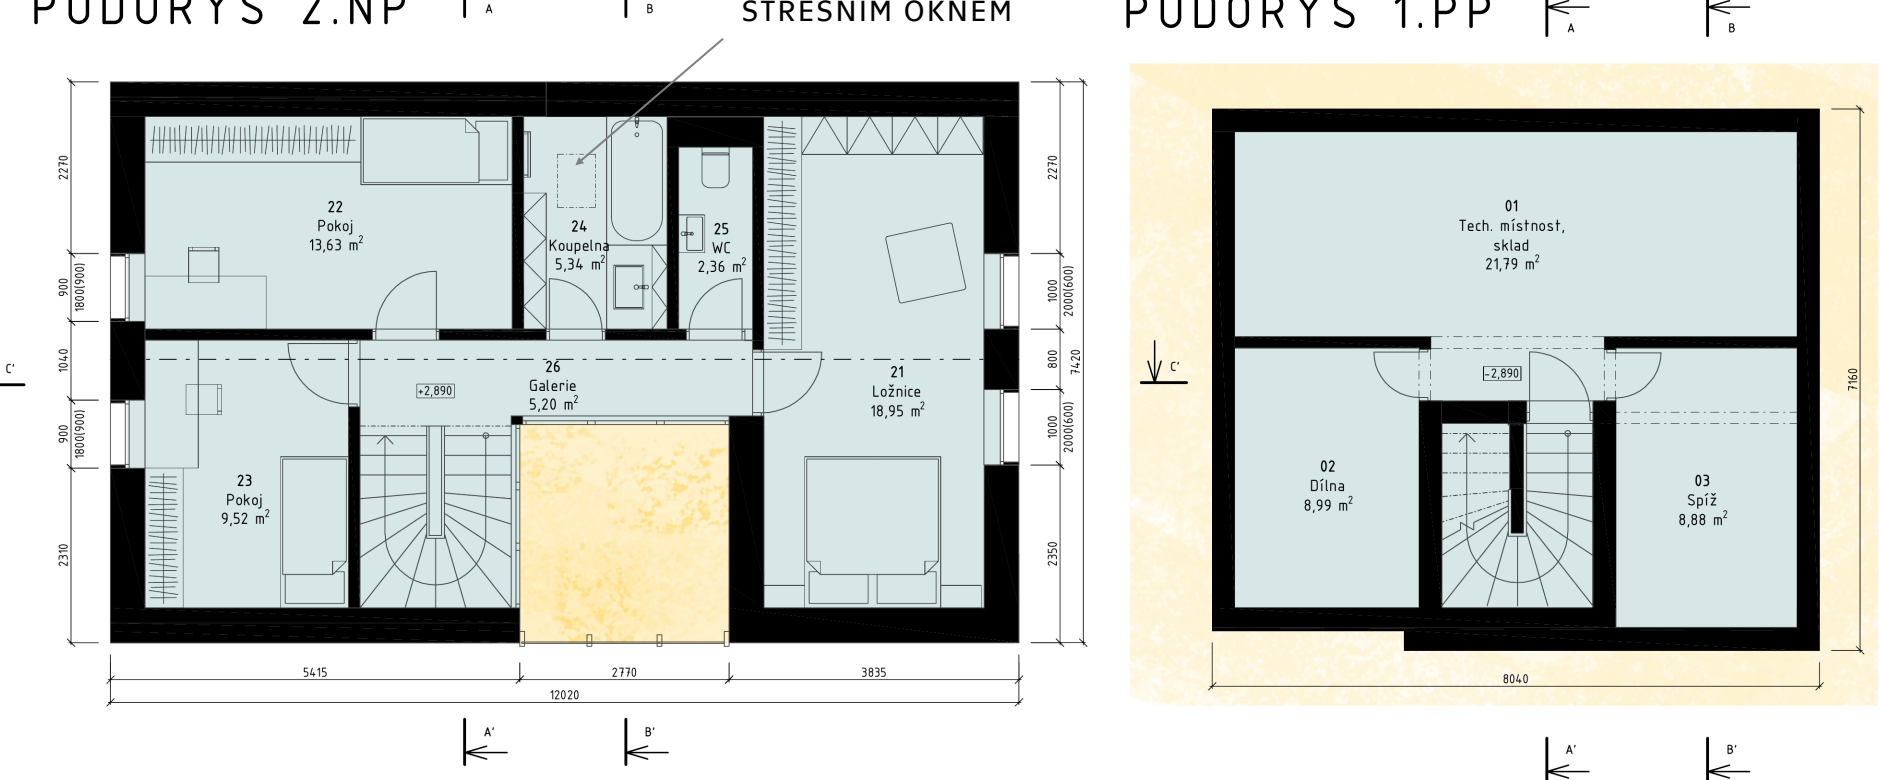 PŮDORYS 2.NP
A
B
STŘEŠNÍM OKNEM
PŮDORYS 1.PP
A
B
22
Pokoj
13,63 m²
24
Koupelna
5,34 m²
25
WC
2,36 m²
21
Ložnice
18,95 m²
26
Galerie
5,20 m²
+2,890
23
Pokoj
9,52 m²
2270
900
1800(900)
1040
900
1800(900)
2310
2270
1000
2000(600)
800
1000
2000(600)
2350
7420
5415
2770
3835
12020
C'
A'
B'
01
Tech. místnost,
sklad
21,79 m²
-2,890
02
Dílna
8,99 m²
03
Spíž
8,88 m²
C'
7160
8040
A'
B'